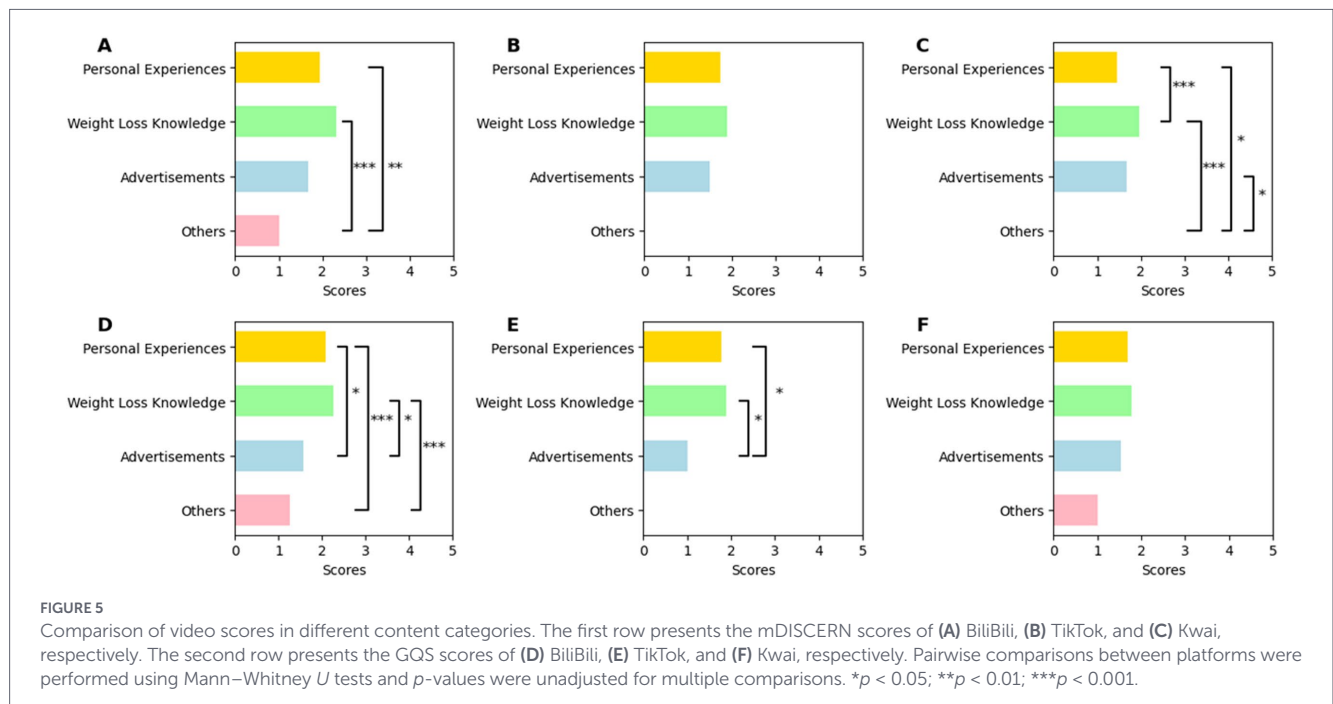 A
Personal Experiences
Weight Loss Knowledge
Advertisements
Others
*** **
0 1 2 3 4 5
Scores
B
Personal Experiences
Weight Loss Knowledge
Advertisements
Others
0 1 2 3 4 5
Scores
C
Personal Experiences
Weight Loss Knowledge
Advertisements
Others
***
*
***
*
0 1 2 3 4 5
Scores
D
Personal Experiences
Weight Loss Knowledge
Advertisements
Others
*
*** *
***
0 1 2 3 4 5
Scores
E
Personal Experiences
Weight Loss Knowledge
Advertisements
Others
*
*
0 1 2 3 4 5
Scores
F
Personal Experiences
Weight Loss Knowledge
Advertisements
Others
0 1 2 3 4 5
Scores
FIGURE 5
Comparison of video scores in different content categories. The first row presents the mDISCERN scores of (A) BiliBili, (B) TikTok, and (C) Kwai,
respectively. The second row presents the GQS scores of (D) BiliBili, (E) TikTok, and (F) Kwai, respectively. Pairwise comparisons between platforms were
performed using Mann–Whitney U tests and p-values were unadjusted for multiple comparisons. *p < 0.05; **p < 0.01; ***p < 0.001.